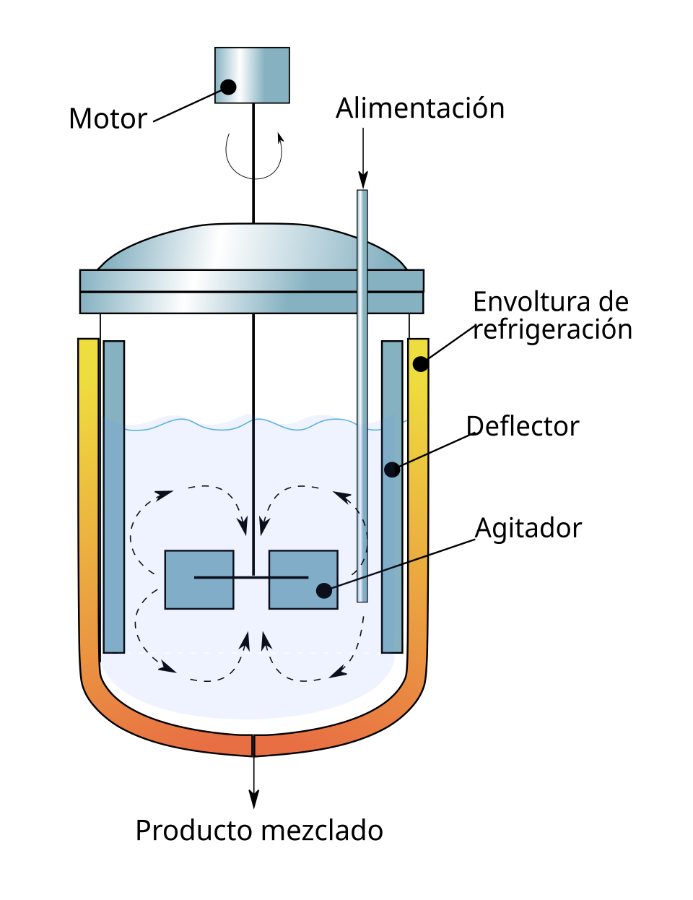 Motor
Alimentación
Envoltura de
refrigeración
Deflector
Agitador
Producto mezclado